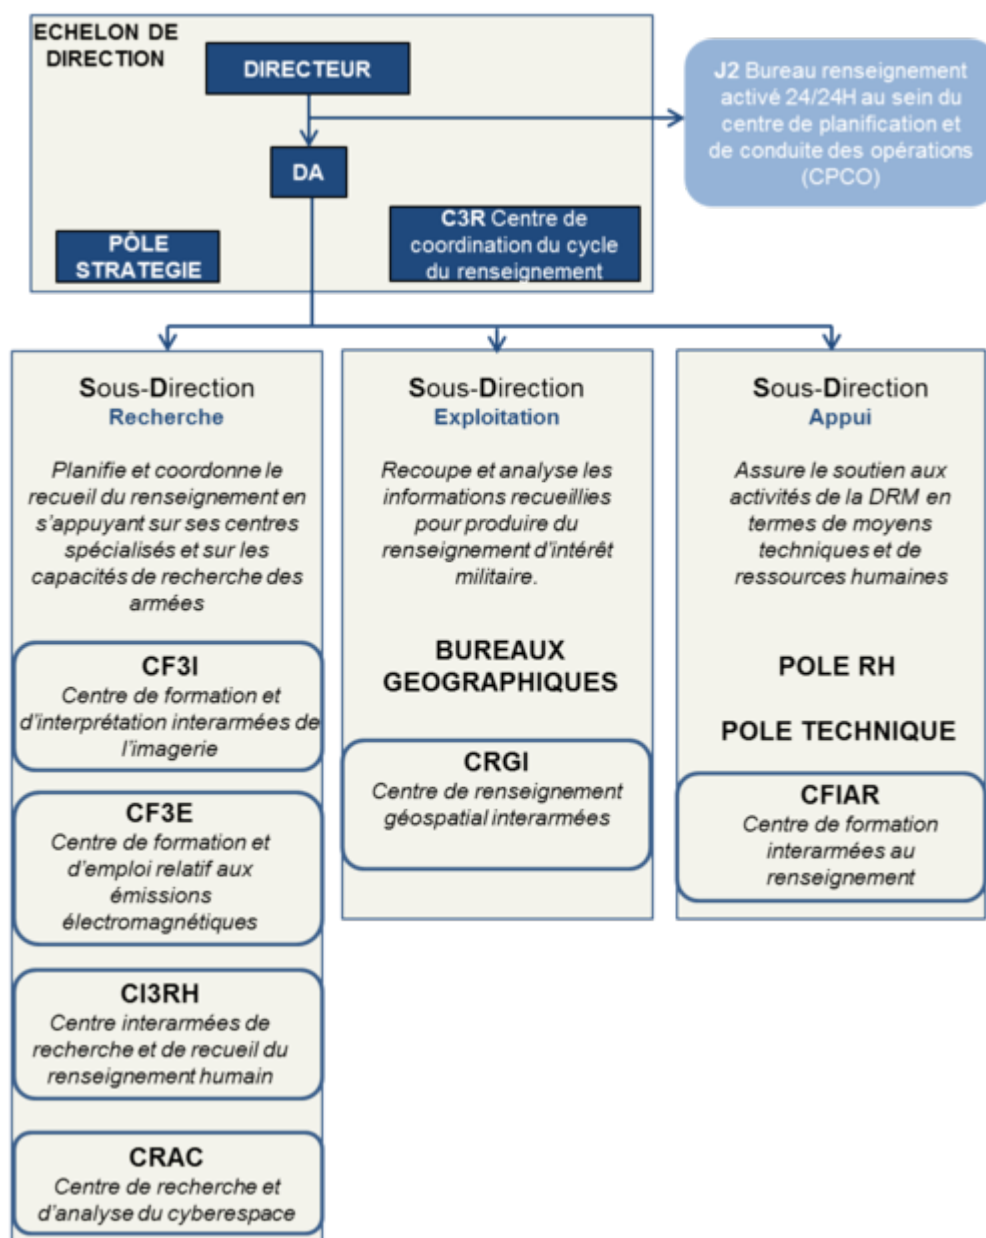 ECHELON DE
DIRECTION
DIRECTEUR
DA
PÔLE
STRATEGIE
C3R Centre de
coordination du cycle
du renseignement
J2 Bureau renseignement
activé 24/24H au sein du
centre de planification et
de conduite des opérations
(CPCO)
Sous-Direction
Recherche
Planifie et coordonne le
recueil du renseignement en
s’appuyant sur ses centres
spécialisés et sur les
capacités de recherche des
armées
CF3I
Centre de formation et
d’interprétation interarmées de
l’imagerie
CF3E
Centre de formation et
d’emploi relatif aux
émissions
électromagnétiques
CI3RH
Centre interarmées de
recherche et de recueil du
renseignement humain
CRAC
Centre de recherche et
d’analyse du cyberespace
Sous-Direction
Exploitation
Recoupe et analyse les
informations recueillies
pour produire du
renseignement d’intérêt
militaire.
BUREAUX
GEOGRAPHIQUES
CRGI
Centre de renseignement
géospatial interarmées
Sous-Direction
Appui
Assure le soutien aux
activités de la DRM en
termes de moyens
techniques et de
ressources humaines
POLE RH
POLE TECHNIQUE
CFIAR
Centre de formation
interarmées au
renseignement